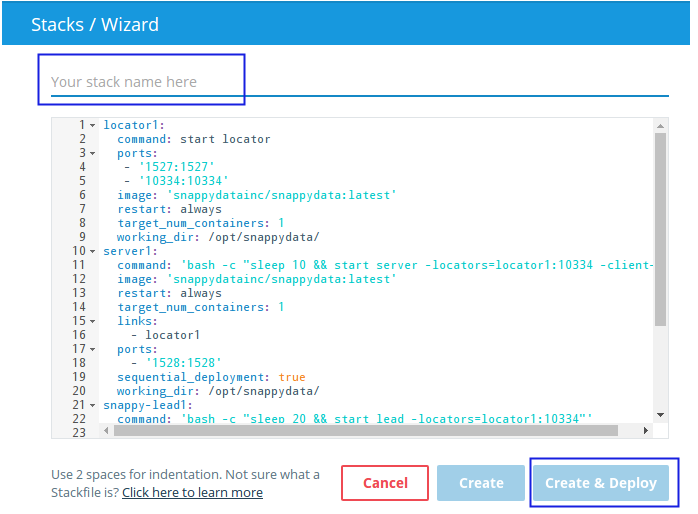 Stacks / Wizard
Your stack name here
1 locator1:
2   command: start locator
3   ports:
4    - '1527:1527'
5    - '10334:10334'
6   image: 'snappydatainc/snappydata:latest'
7   restart: always
8   target_num_containers: 1
9   working_dir: /opt/snappydata/
10 server1:
11   command: 'bash -c "sleep 10 && start server -locators=locator1:10334 -client-
12   image: 'snappydatainc/snappydata:latest'
13   restart: always
14   target_num_containers: 1
15   links:
16     - locator1
17   ports:
18     - '1528:1528'
19   sequential_deployment: true
20   working_dir: /opt/snappydata/
21 snappy-lead1:
22   command: 'bash -c "sleep 20 && start lead -locators=locator1:10334"'
23
Use 2 spaces for indentation. Not sure what a
Stackfile is? Click here to learn more
Cancel
Create
Create & Deploy